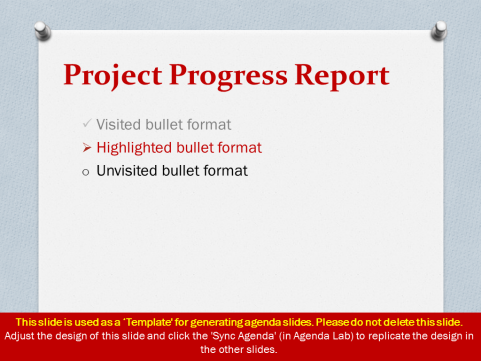 Project Progress Report
✓ Visited bullet format
➢ Highlighted bullet format
o Unvisited bullet format
This slide is used as a 'Template' for generating agenda slides. Please do not delete this slide.
Adjust the design of this slide and click the 'Sync Agenda' (in Agenda Lab) to replicate the design in
the other slides.